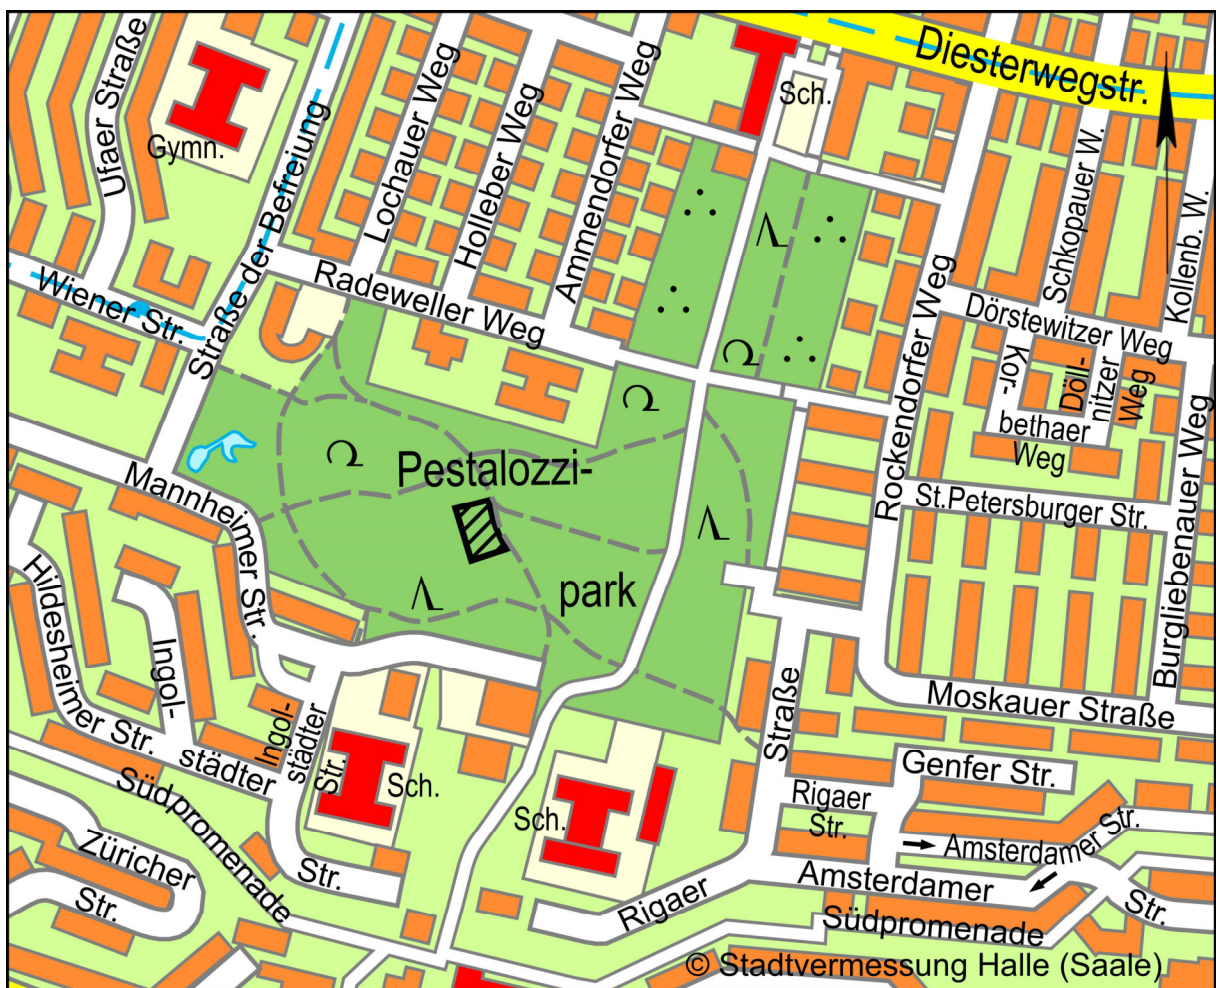 Diesterwegstr.
Ufaer Straße
Gymn.
Straße der Befreiung
Lochauer Weg
Holleber Weg
Ammendorfer Weg
Sch.
Schkopauer W.
Kollenb. W.
Wiener Str.
Radeweller Weg
Rockendorfer Weg
Dörstewitzer Weg
Kor-
bethaer
Weg
Döll-
nitzer
Weg
Burgliebenauer Weg
Pestalozzi-
park
Mannheimer Str.
St.Petersburger Str.
Hildesheimer Str.
Ingol-
städter
Str.
Ingol-
städter
Str.
Sch.
Sch.
Straße
Moskauer Straße
Genfer Str.
Rigaer
Str.
Amsterdamer Str.
Amsterdamer
Str.
Südpromenade
Züricher
Str.
Rigaer
Südpromenade
© Stadtvermessung Halle (Saale)